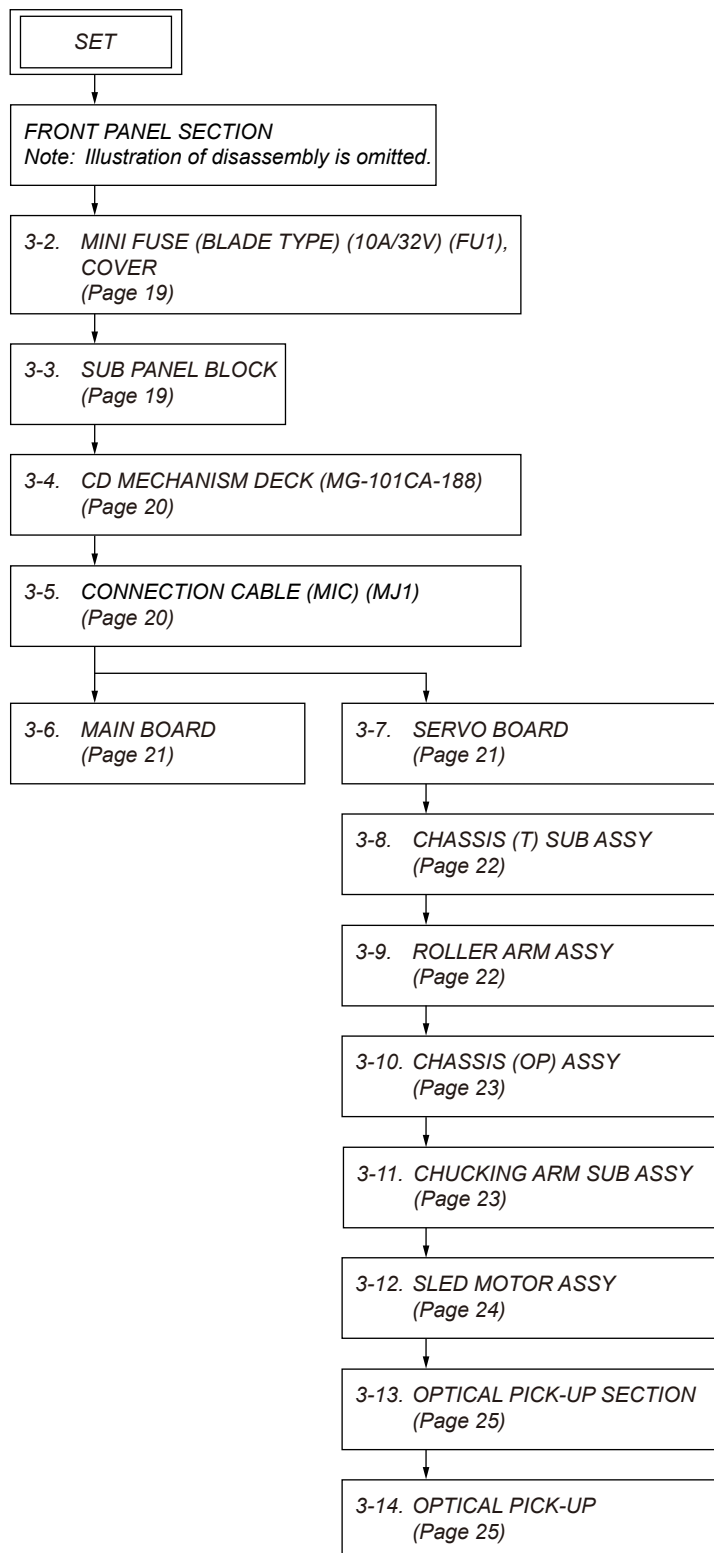 SET
FRONT PANEL SECTION
Note: Illustration of disassembly is omitted.
3-2. MINI FUSE (BLADE TYPE) (10A/32V) (FU1),
COVER
(Page 19)
3-3. SUB PANEL BLOCK
(Page 19)
3-4. CD MECHANISM DECK (MG-101CA-188)
(Page 20)
3-5. CONNECTION CABLE (MIC) (MJ1)
(Page 20)
3-6. MAIN BOARD
(Page 21)
3-7. SERVO BOARD
(Page 21)
3-8. CHASSIS (T) SUB ASSY
(Page 22)
3-9. ROLLER ARM ASSY
(Page 22)
3-10. CHASSIS (OP) ASSY
(Page 23)
3-11. CHUCKING ARM SUB ASSY
(Page 23)
3-12. SLED MOTOR ASSY
(Page 24)
3-13. OPTICAL PICK-UP SECTION
(Page 25)
3-14. OPTICAL PICK-UP
(Page 25)